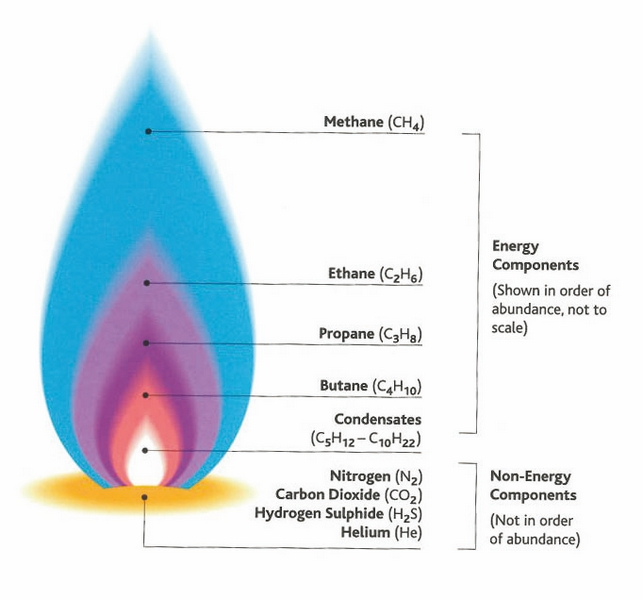 Methane (CH₄)
Ethane (C₂H₆)
Propane (C₃H₈)
Butane (C₄H₁₀)
Condensates
(C₅H₁₂ – C₁₀H₂₂)
Energy
Components
(Shown in order of
abundance, not to
scale)
Nitrogen (N₂)
Carbon Dioxide (CO₂)
Hydrogen Sulphide (H₂S)
Helium (He)
Non-Energy
Components
(Not in order
of abundance)